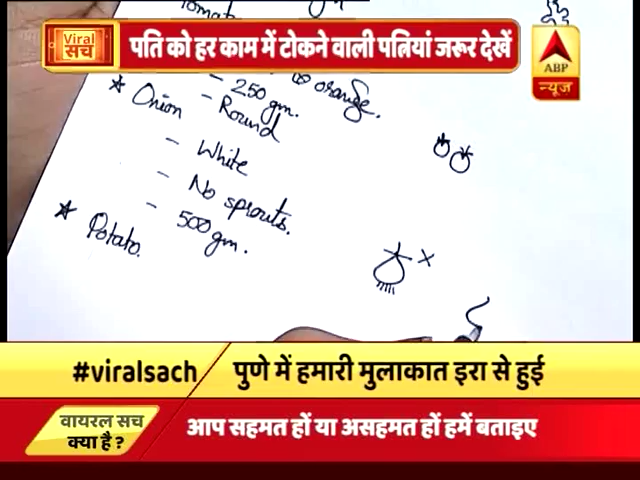 Viral
सच
पति को हर काम में टोकने वाली पत्नियां जरूर देखें
ABP
न्यूज़
Tomato
- 250 gm.
orange.
* Onion
- Round
- White
- No sprouts.
- 500 gm.
* Potato.
#viralsach
पुणे में हमारी मुलाकात इरा से हुई
वायरल सच
क्या है ?
आप सहमत हों या असहमत हों हमें बताइए